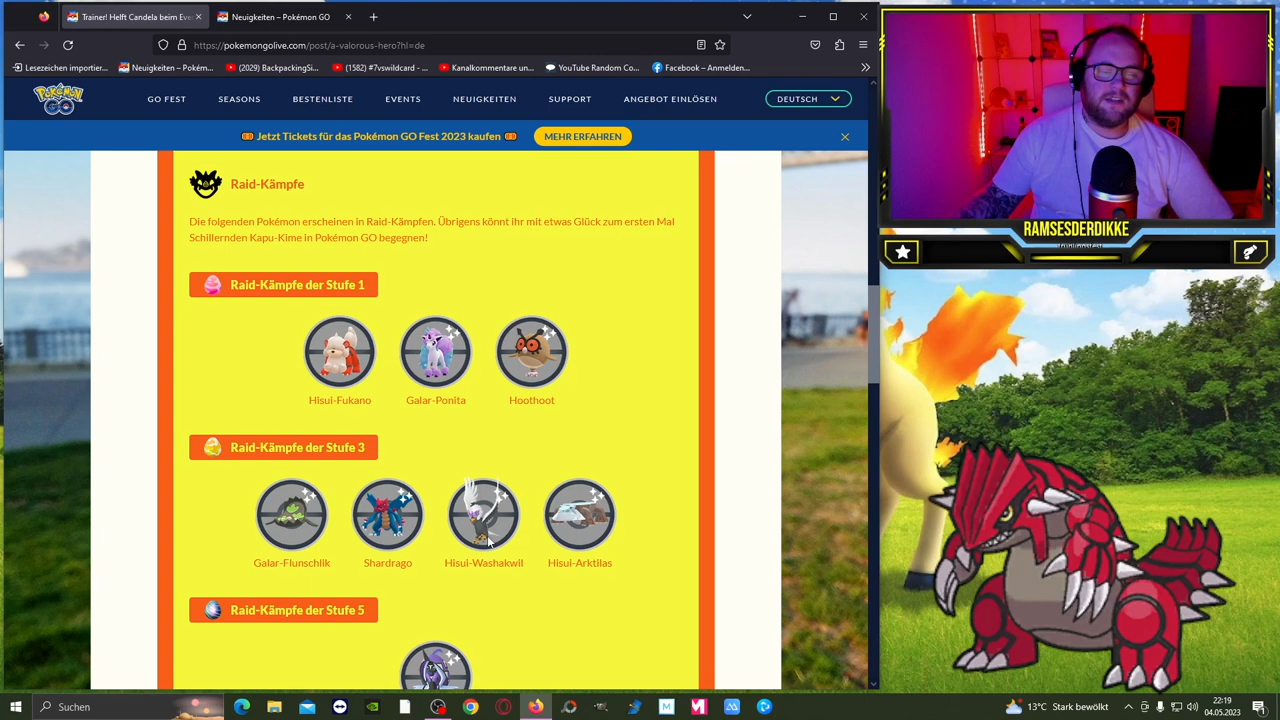 Trainer! Helft Candela beim Eve
Neuigkeiten – Pokémon GO
https://pokemongolive.com/post/a-valorous-hero?hl=de
Lesezeichen importier...
Neuigkeiten – Pokém...
(2029) BackpackingSi...
(1582) #7vswildcard - ...
Kanalkommentare un...
YouTube Random Co...
Facebook – Anmelden...
POKÉMON GO
GO FEST
SEASONS
BESTENLISTE
EVENTS
NEUIGKEITEN
SUPPORT
ANGEBOT EINLÖSEN
DEUTSCH
Jetzt Tickets für das Pokémon GO Fest 2023 kaufen
MEHR ERFAHREN
Raid-Kämpfe
Die folgenden Pokémon erscheinen in Raid-Kämpfen. Übrigens könnt ihr mit etwas Glück zum ersten Mal
Schillernden Kapu-Kime in Pokémon GO begegnen!
Raid-Kämpfe der Stufe 1
Hisui-Fukano
Galar-Ponita
Hoothoot
Raid-Kämpfe der Stufe 3
Galar-Flunschlik
Shardrago
Hisui-Washakwil
Hisui-Arktilas
Raid-Kämpfe der Stufe 5
RAMSESDERDIKKE
Suchen
13°C Stark bewölkt
22:19
04.05.2023